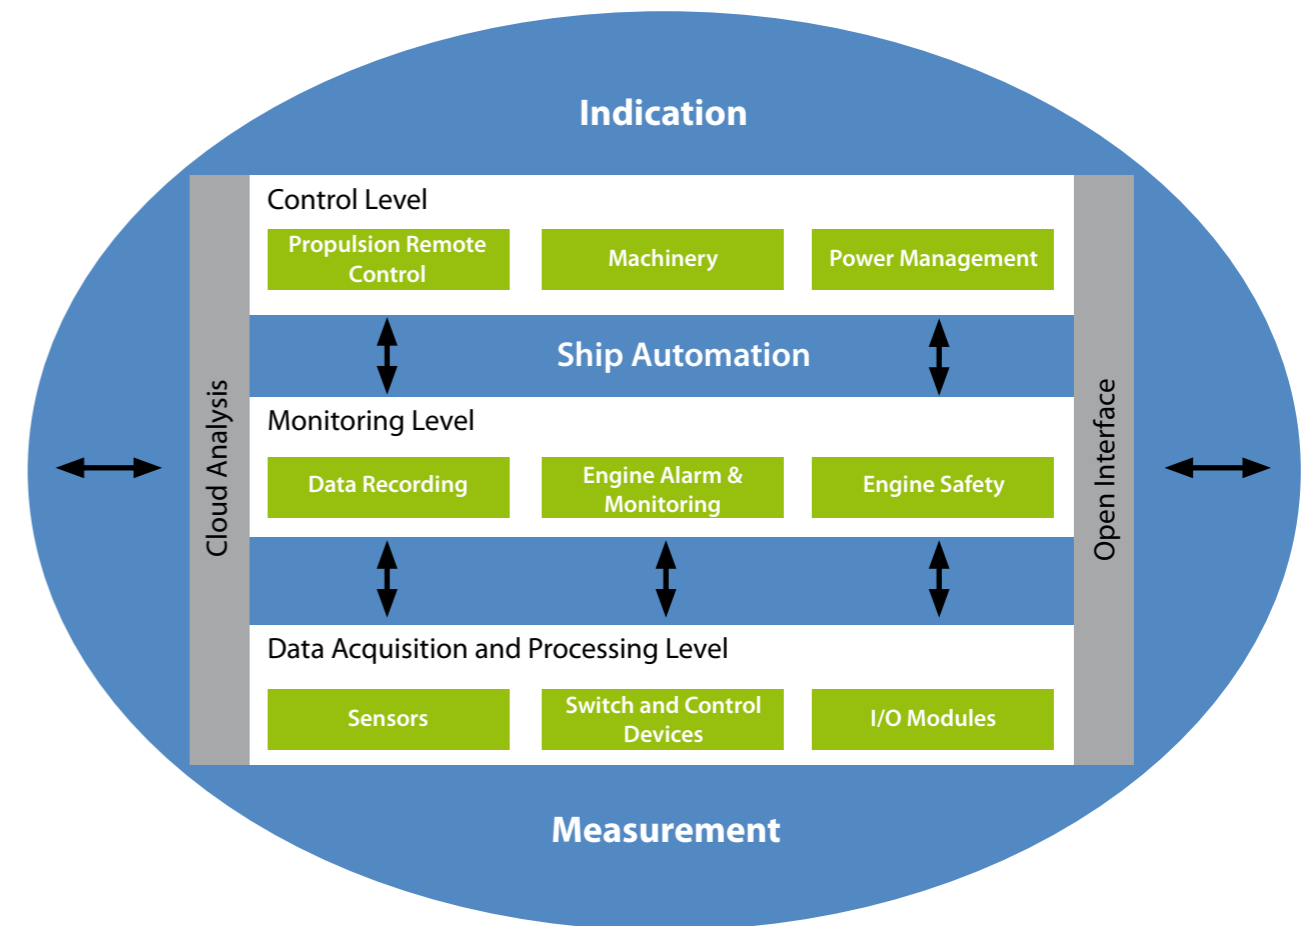 Indication
Control Level
Propulsion Remote
Control
Machinery
Power Management
Ship Automation
Cloud Analysis
Open Interface
Monitoring Level
Data Recording
Engine Alarm &
Monitoring
Engine Safety
Data Acquisition and Processing Level
Sensors
Switch and Control
Devices
I/O Modules
Measurement